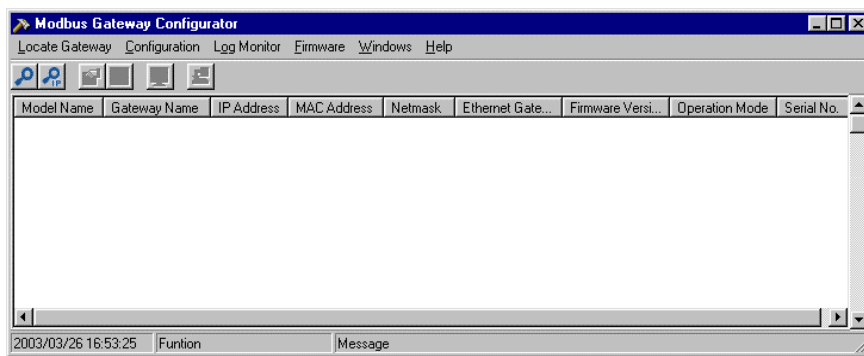 Modbus Gateway Configurator
Locate Gateway Configuration Log Monitor Firmware Windows Help
IP
Model Name Gateway Name IP Address MAC Address Netmask Ethernet Gate... Firmware Versi... Operation Mode Serial No.
2003/03/26 16:53:25 Funtion Message